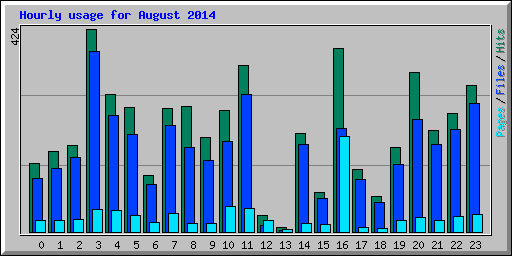 Hourly usage for August 2014
424
Pages/Files/Hits
0 1 2 3 4 5 6 7 8 9 10 11 12 13 14 15 16 17 18 19 20 21 22 23